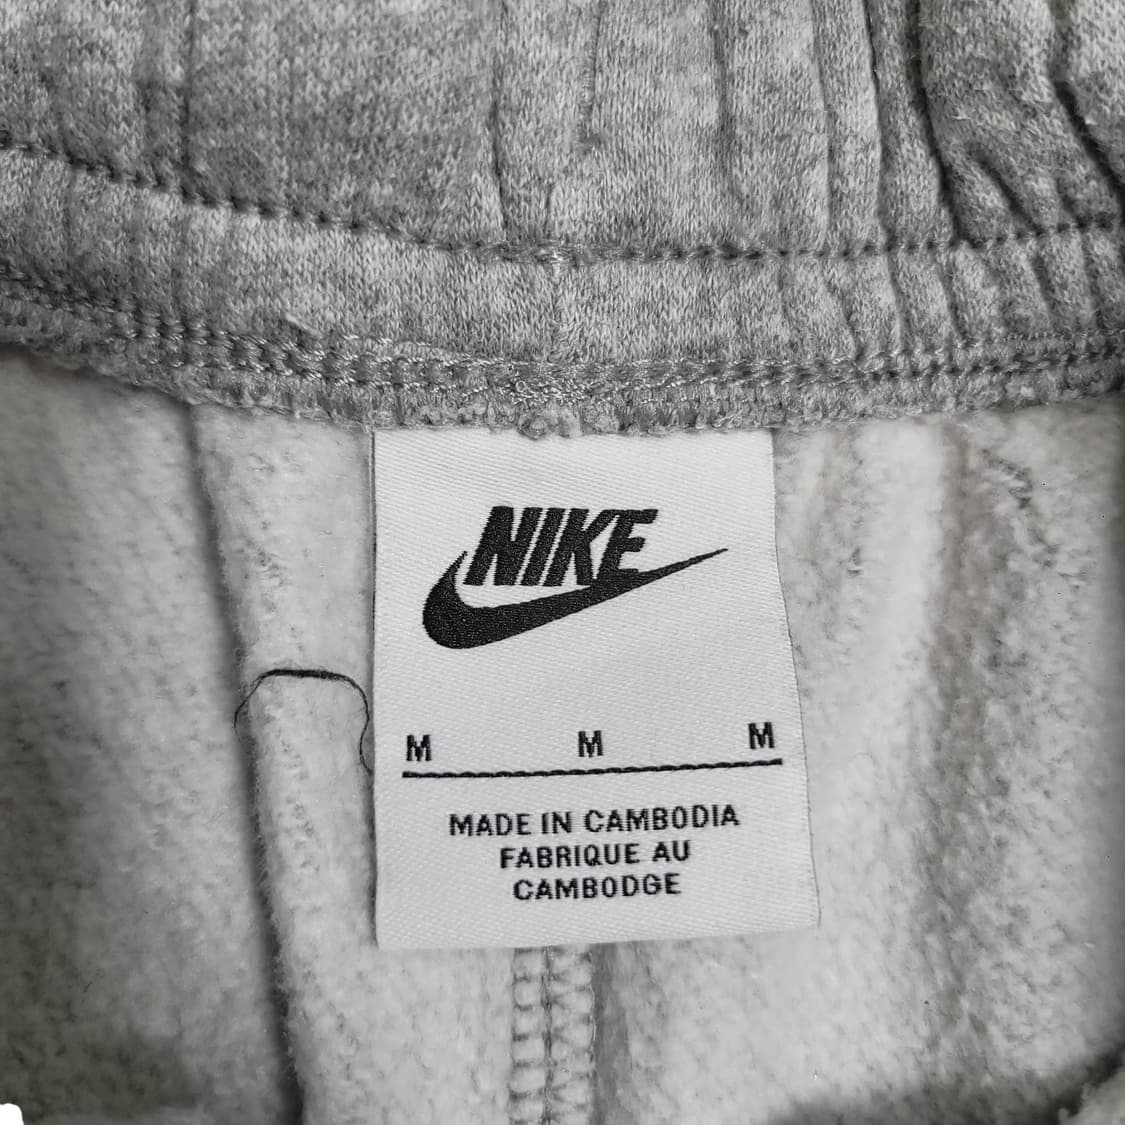 NIKE
M M M
MADE IN CAMBODIA
FABRIQUE AU
CAMBODGE